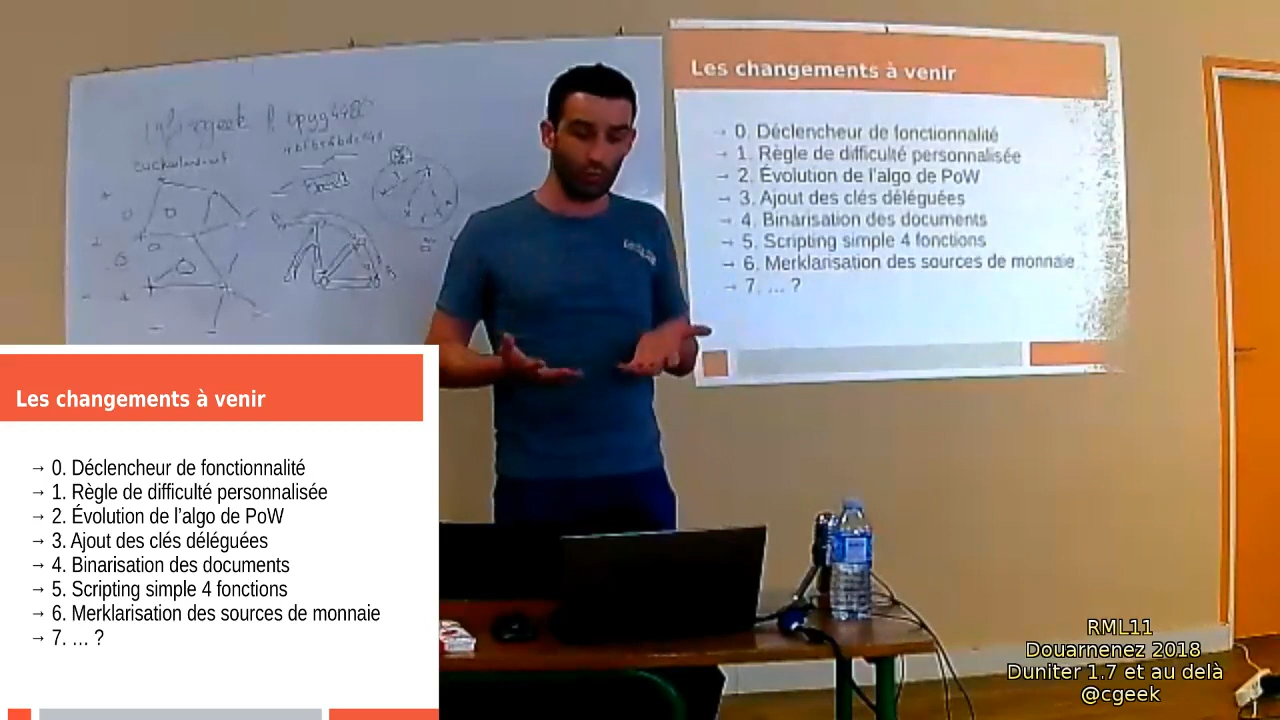 Les changements à venir
→ 0. Déclencheur de fonctionnalité
→ 1. Règle de difficulté personnalisée
→ 2. Évolution de l'algo de PoW
→ 3. Ajout des clés déléguées
→ 4. Binarisation des documents
→ 5. Scripting simple 4 fonctions
→ 6. Merklarisation des sources de monnaie
→ 7. ... ?
Les changements à venir
→ 0. Déclencheur de fonctionnalité
→ 1. Règle de difficulté personnalisée
→ 2. Évolution de l’algo de PoW
→ 3. Ajout des clés déléguées
→ 4. Binarisation des documents
→ 5. Scripting simple 4 fonctions
→ 6. Merklarisation des sources de monnaie
→ 7. … ?
RML11
Douarnenez 2018
Duniter 1.7 et au delà
@cgeek